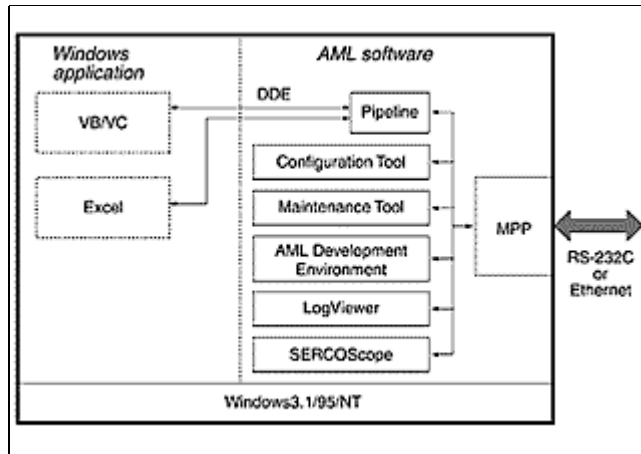 Windows
application
AML software
DDE
VB/VC
Pipeline
Configuration Tool
Excel
Maintenance Tool
MPP
AML Development
Environment
RS-232C
or
Ethernet
LogViewer
SERCOScope
Windows3.1/95/NT